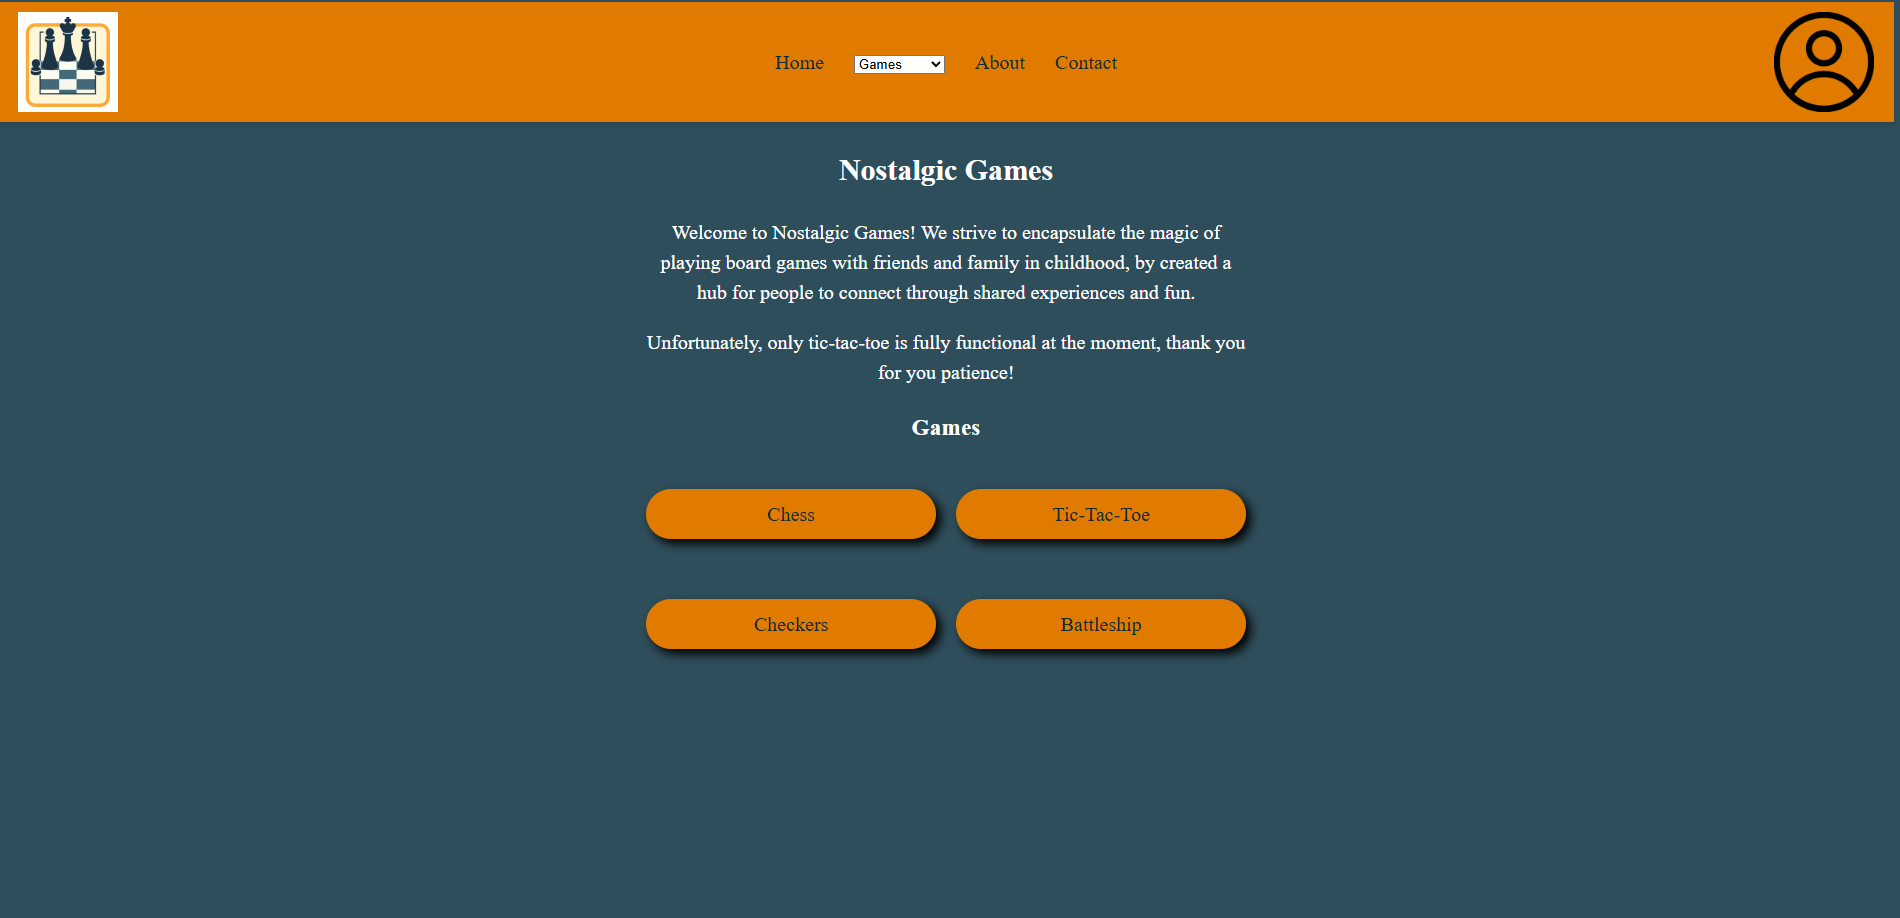 Home
Games
About
Contact
Nostalgic Games
Welcome to Nostalgic Games! We strive to encapsulate the magic of
playing board games with friends and family in childhood, by created a
hub for people to connect through shared experiences and fun.
Unfortunately, only tic-tac-toe is fully functional at the moment, thank you
for you patience!
Games
Chess
Tic-Tac-Toe
Checkers
Battleship